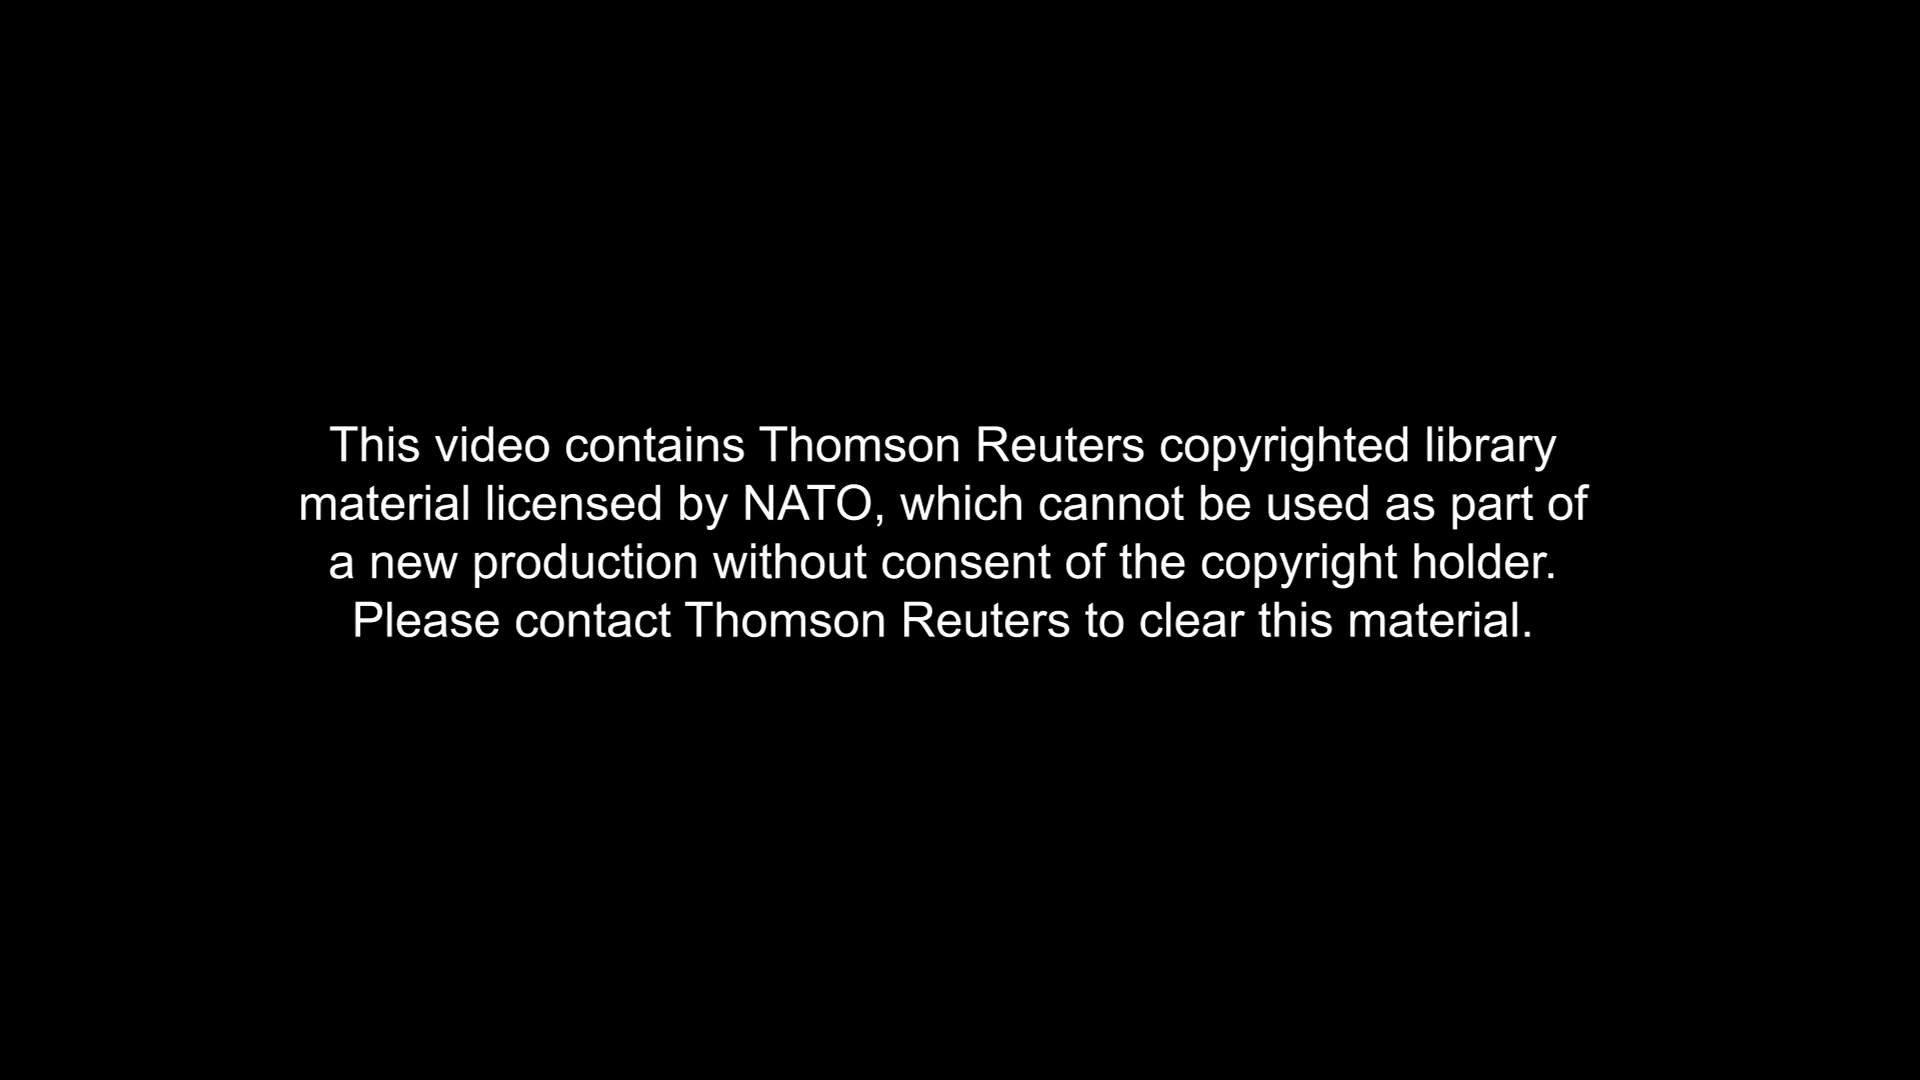 This video contains Thomson Reuters copyrighted library
material licensed by NATO, which cannot be used as part of
a new production without consent of the copyright holder.
Please contact Thomson Reuters to clear this material.